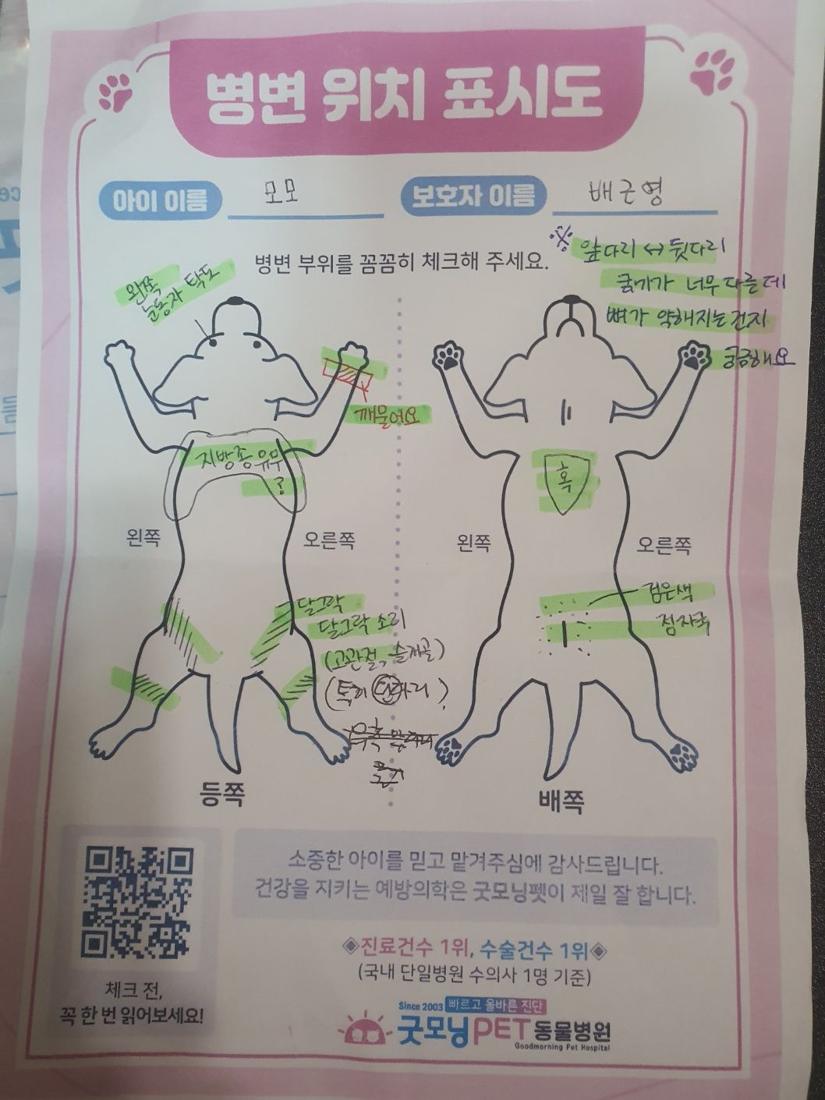 병변 위치 표시도
아이 이름 모모
보호자 이름 배근영
병변 부위를 꼼꼼히 체크해 주세요.
※ 앞다리 ↔ 뒷다리
굵기가 너무 다른데
뼈가 약해지는건지
궁금해요
왼쪽
눈동자 탁도
깨물어요
지방종 유무
?
혹
왼쪽
오른쪽
왼쪽
오른쪽
달그락
달그락 소리
(고관절, 슬개골)
(특히 다리?)
검은색
점자국
등쪽
배쪽
소중한 아이를 믿고 맡겨주심에 감사드립니다.
건강을 지키는 예방의학은 굿모닝펫이 제일 잘 합니다.
체크 전,
꼭 한 번 읽어보세요!
◈진료건수 1위, 수술건수 1위◈
(국내 단일병원 수의사 1명 기준)
Since 2003 빠르고 올바른 진단
굿모닝PET동물병원
Goodmorning Pet Hospital